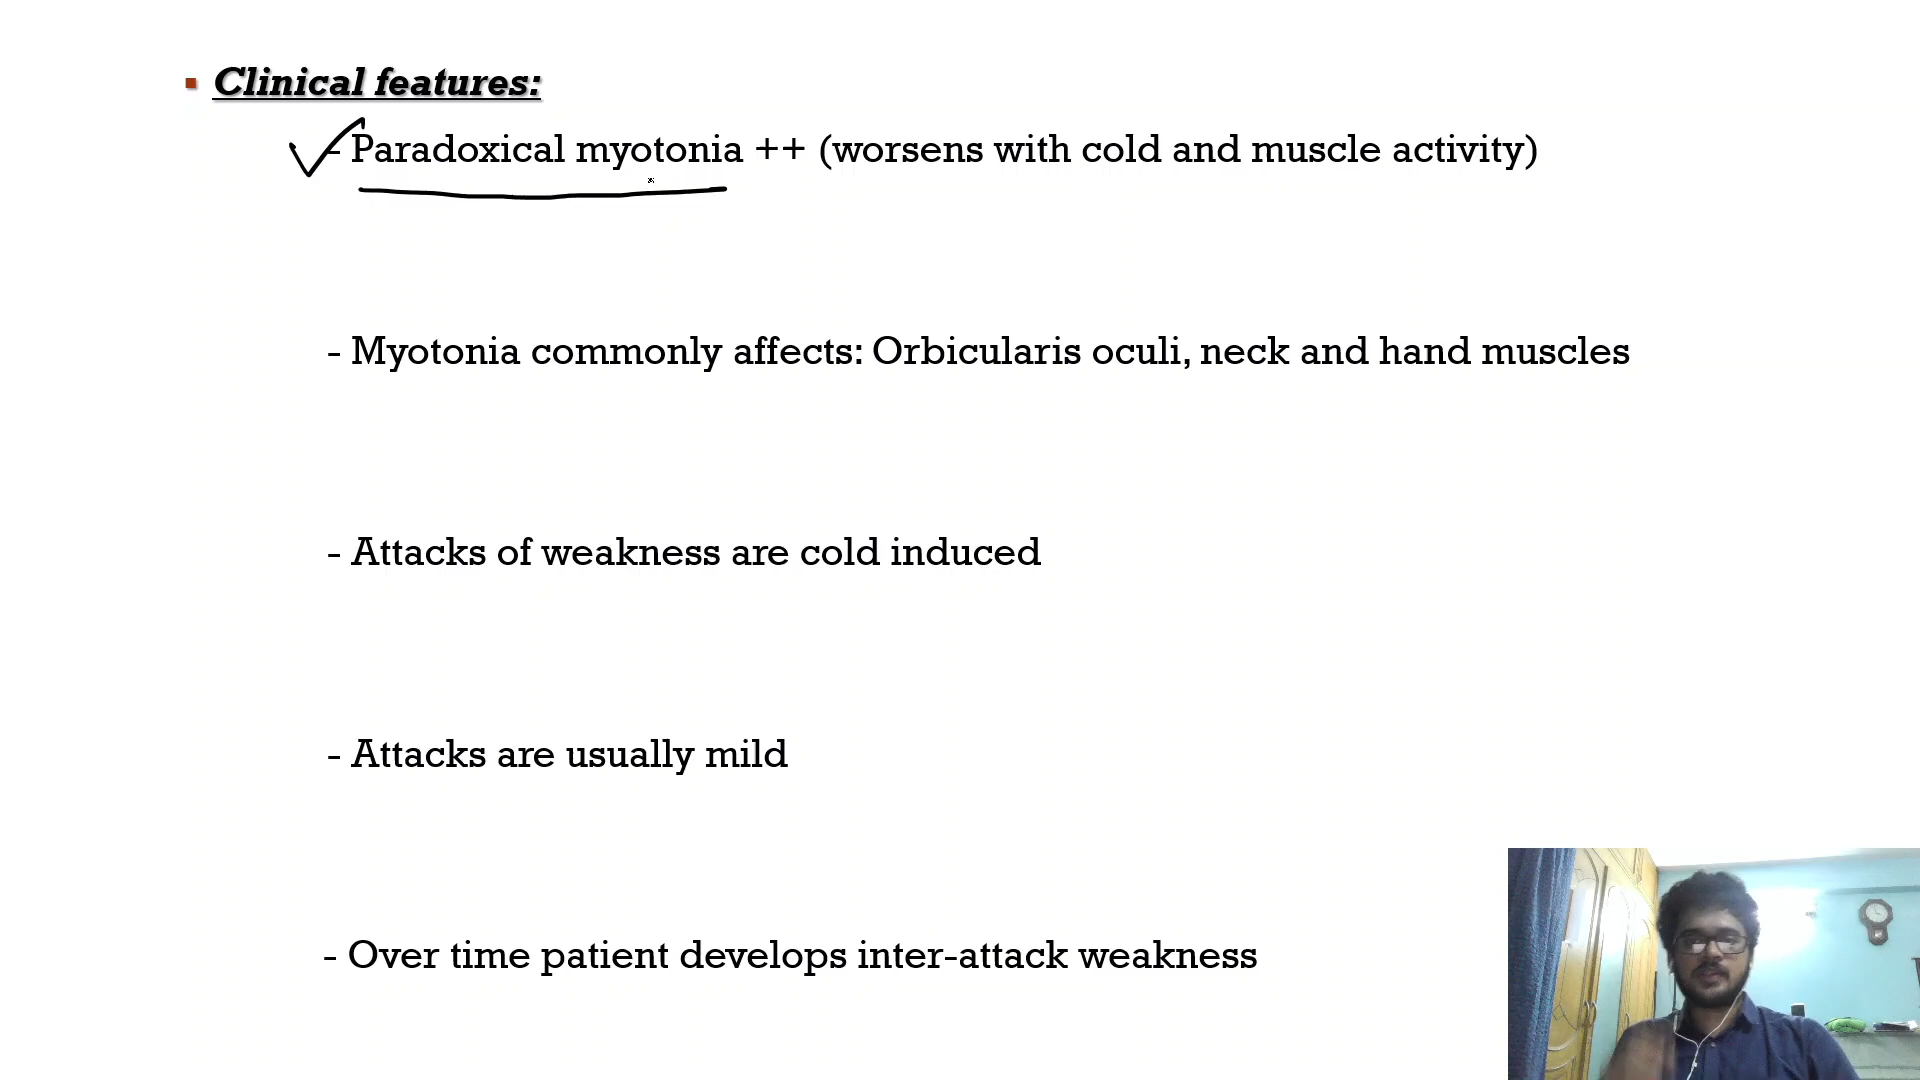 Clinical features:
- Paradoxical myotonia ++ (worsens with cold and muscle activity)
- Myotonia commonly affects: Orbicularis oculi, neck and hand muscles
- Attacks of weakness are cold induced
- Attacks are usually mild
- Over time patient develops inter-attack weakness